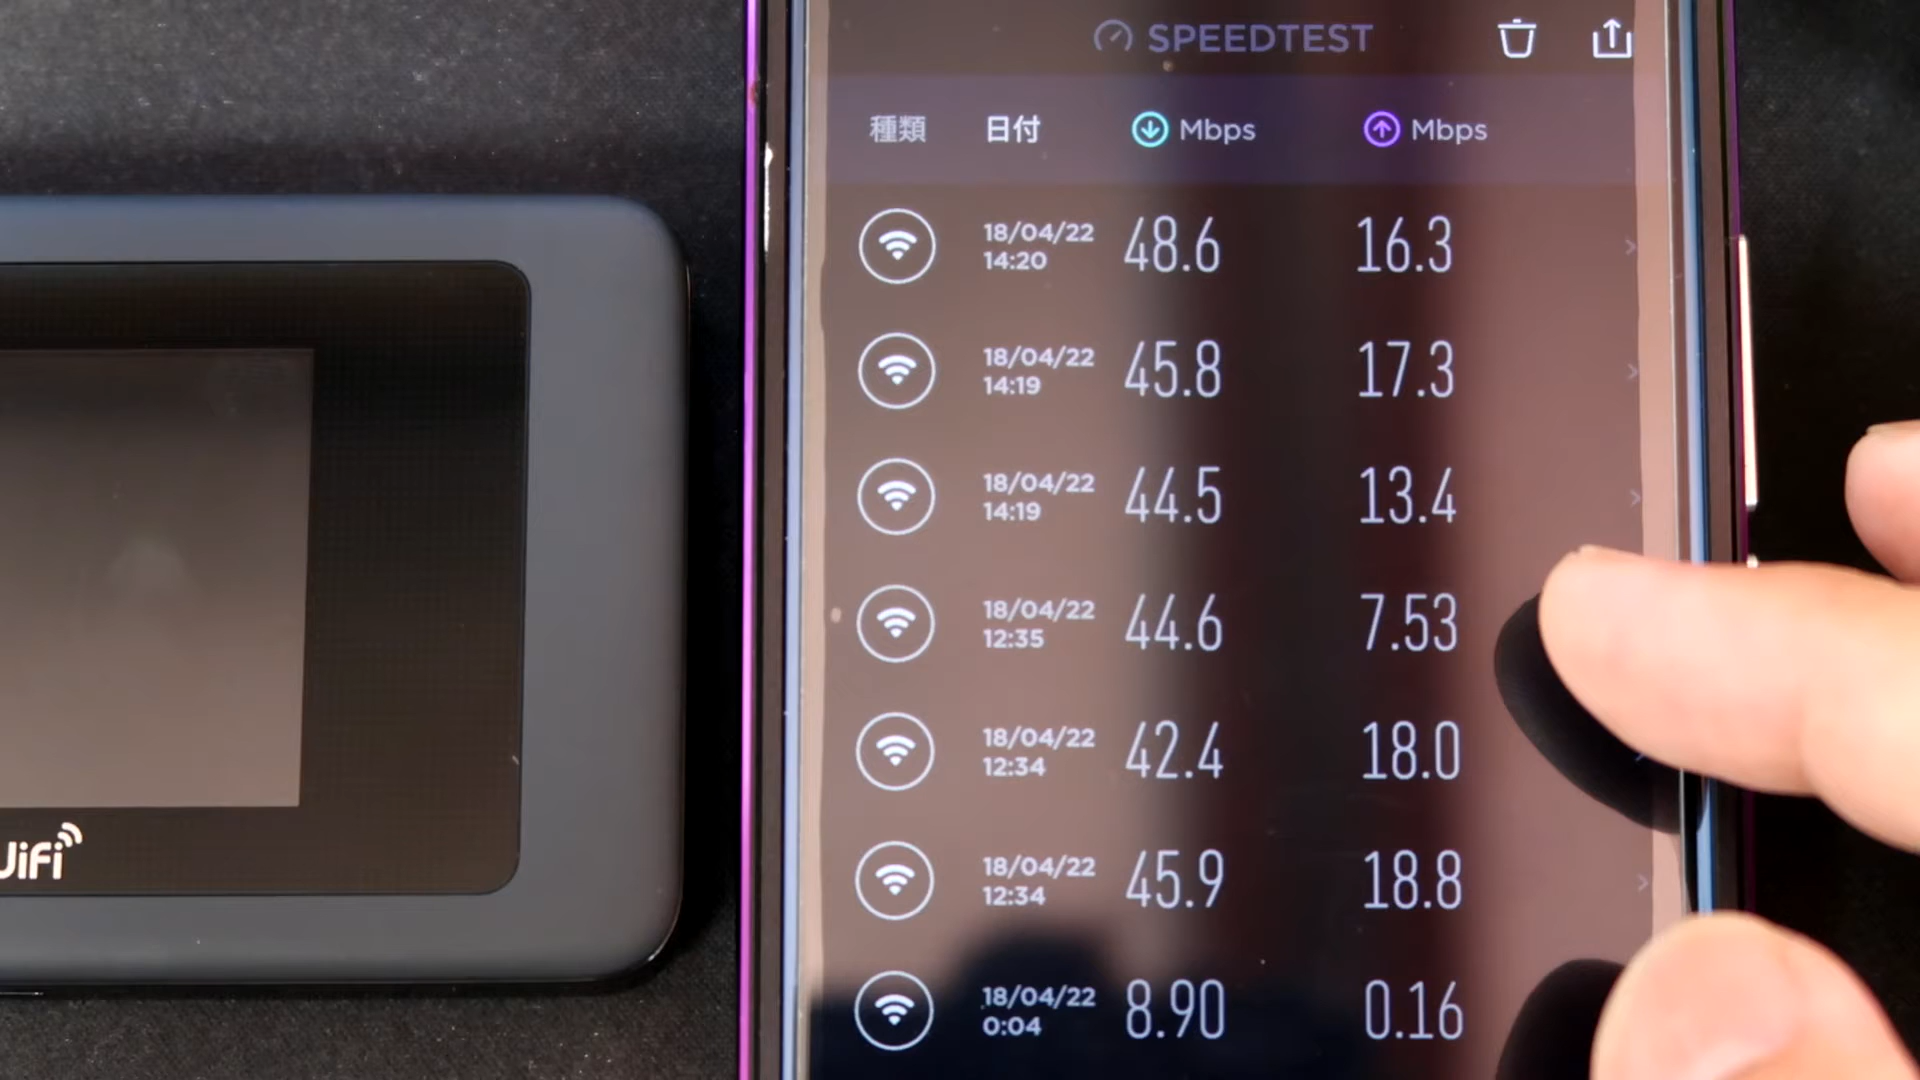 SPEEDTEST
種類 日付 Mbps Mbps
18/04/22 14:20 48.6 16.3
18/04/22 14:19 45.8 17.3
18/04/22 14:19 44.5 13.4
18/04/22 12:35 44.6 7.53
18/04/22 12:34 42.4 18.0
18/04/22 12:34 45.9 18.8
18/04/22 0:04 8.90 0.16